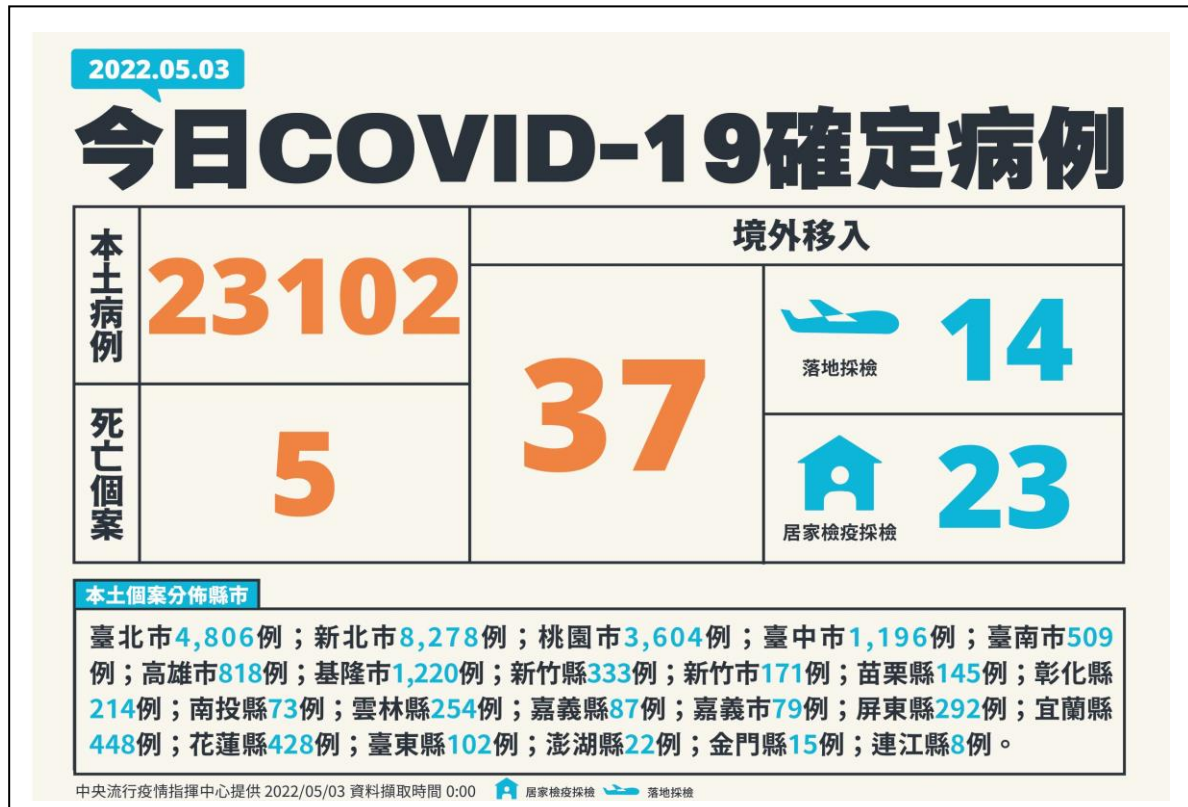 2022.05.03
今日COVID-19確定病例
本土病例
23102
境外移入
37
落地採檢
14
死亡個案
5
居家檢疫採檢
23
本土個案分佈縣市
臺北市4,806例；新北市8,278例；桃園市3,604例；臺中市1,196例；臺南市509
例；高雄市818例；基隆市1,220例；新竹縣333例；新竹市171例；苗栗縣145例；彰化縣
214例；南投縣73例；雲林縣254例；嘉義縣87例；嘉義市79例；屏東縣292例；宜蘭縣
448例；花蓮縣428例；臺東縣102例；澎湖縣22例；金門縣15例；連江縣8例。
中央流行疫情指揮中心提供 2022/05/03 資料擷取時間 0:00 居家檢疫採檢 落地採檢